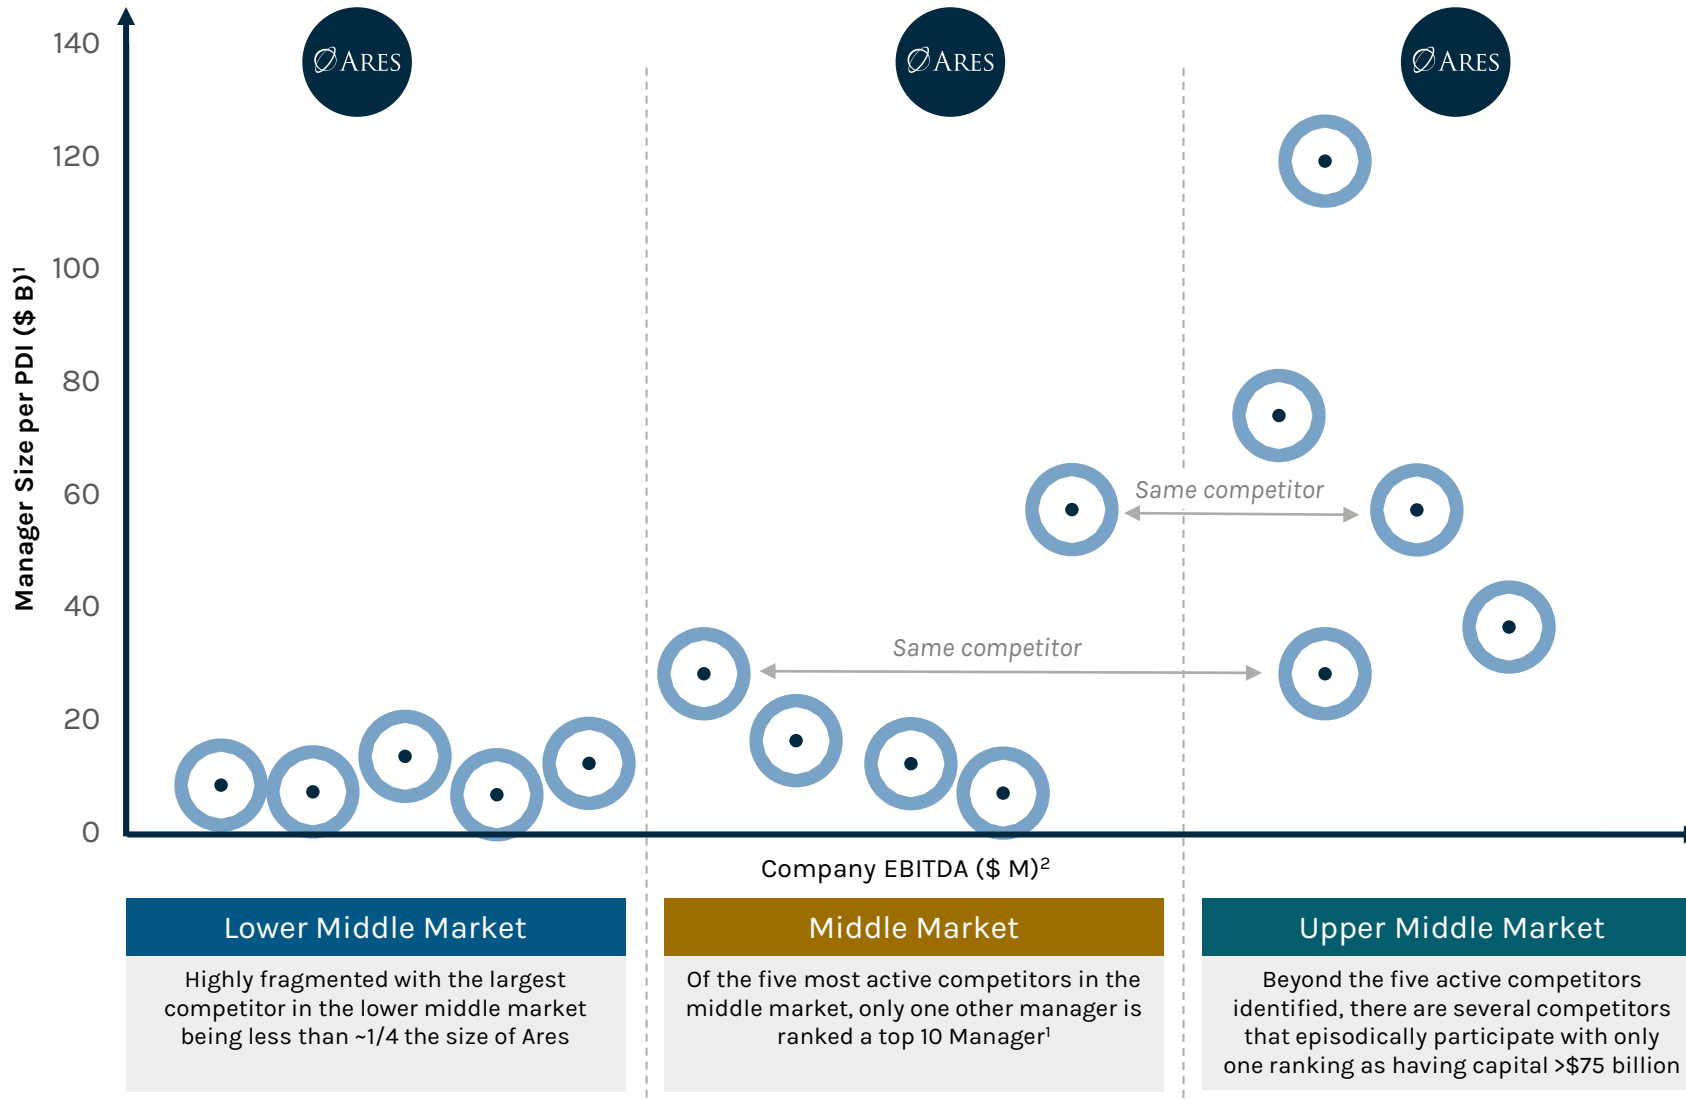 140
120
100
80
60
40
20
0
Manager Size per PDI ($ B)¹
ARES
ARES
ARES
Same competitor
Same competitor
Company EBITDA ($ M)²
Lower Middle Market
Highly fragmented with the largest
competitor in the lower middle market
being less than ~1/4 the size of Ares
Middle Market
Of the five most active competitors in the
middle market, only one other manager is
ranked a top 10 Manager¹
Upper Middle Market
Beyond the five active competitors
identified, there are several competitors
that episodically participate with only
one ranking as having capital >$75 billion